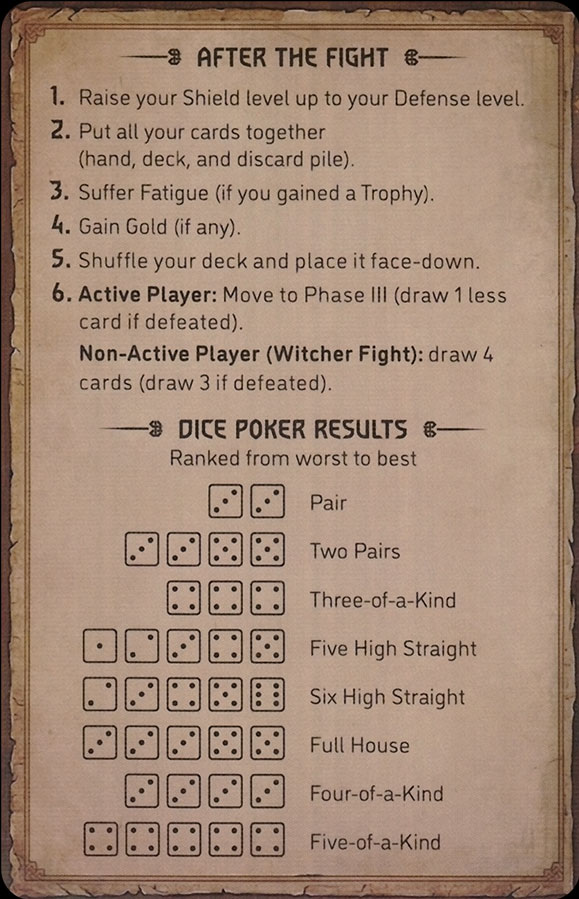 AFTER THE FIGHT
1. Raise your Shield level up to your Defense level.
2. Put all your cards together
(hand, deck, and discard pile).
3. Suffer Fatigue (if you gained a Trophy).
4. Gain Gold (if any).
5. Shuffle your deck and place it face-down.
6. Active Player: Move to Phase III (draw 1 less
card if defeated).
Non-Active Player (Witcher Fight): draw 4
cards (draw 3 if defeated).
DICE POKER RESULTS
Ranked from worst to best
Pair
Two Pairs
Three-of-a-Kind
Five High Straight
Six High Straight
Full House
Four-of-a-Kind
Five-of-a-Kind